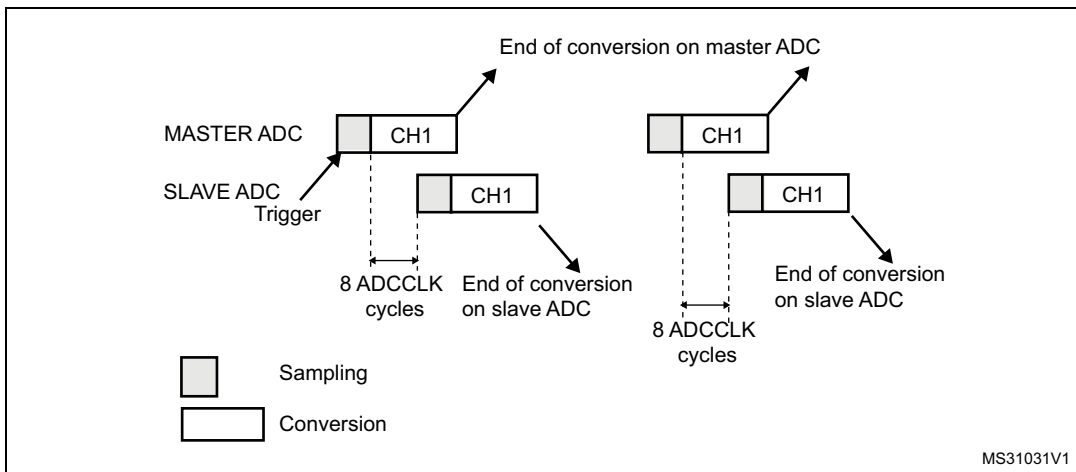 End of conversion on master ADC
MASTER ADC
CH1
CH1
SLAVE ADC
Trigger
CH1
CH1
8 ADCCLK
cycles
End of conversion
on slave ADC
End of conversion
on slave ADC
8 ADCCLK
cycles
Sampling
Conversion
MS31031V1